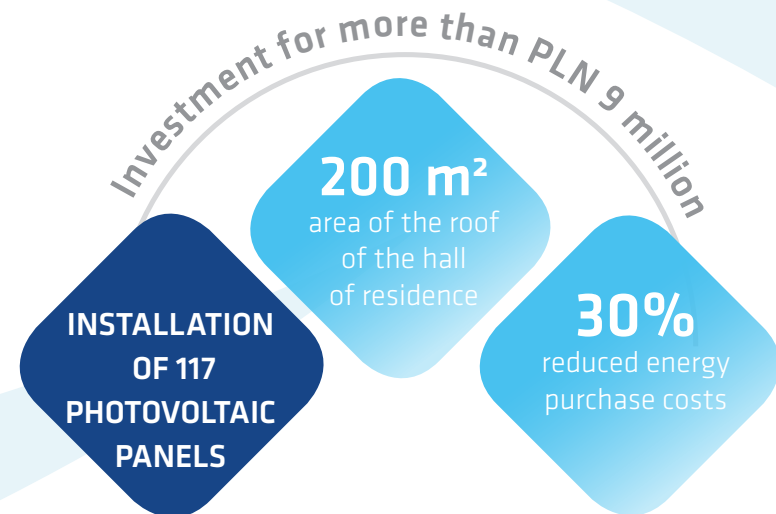 Investment for more than PLN 9 million
200 m²
area of the roof
of the hall
of residence
INSTALLATION
OF 117
PHOTOVOLTAIC
PANELS
30%
reduced energy
purchase costs